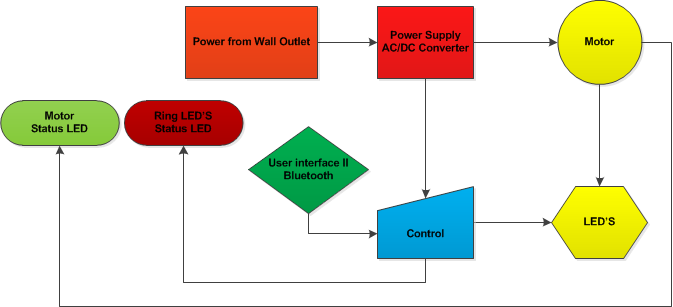 Power from Wall Outlet
Power Supply
AC/DC Converter
Motor
Motor
Status LED
Ring LED'S
Status LED
User interface II
Bluetooth
Control
LED'S